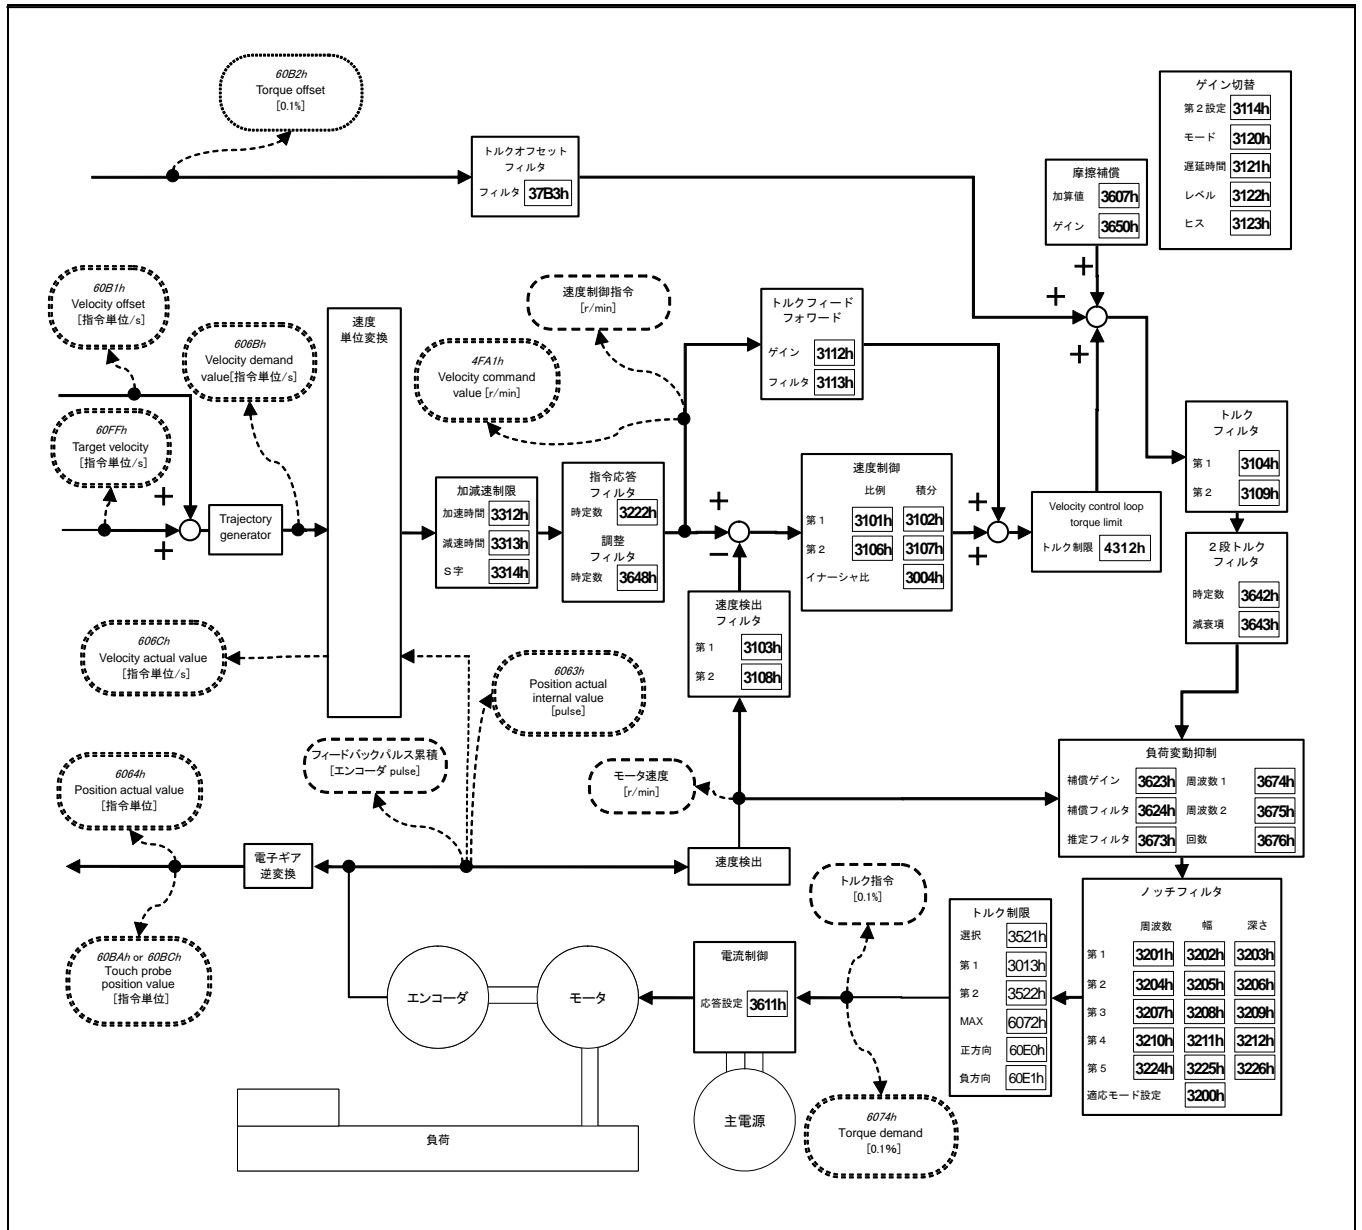 60B2h
Torque offset
[0.1%]
トルクオフセット
フィルタ
フィルタ 37B3h
ゲイン切替
第２設定 3114h
モード 3120h
遅延時間 3121h
レベル 3122h
ヒス 3123h
摩擦補償
加算値 3607h
ゲイン 3650h
+
+
+
60B1h
Velocity offset
[指令単位/s]
606Bh
Velocity demand
value[指令単位/s]
60FFh
Target velocity
[指令単位/s]
+
+
Trajectory
generator
速度
単位変換
速度制御指令
[r/min]
4FA1h
Velocity command
value [r/min]
トルクフィード
フォワード
ゲイン 3112h
フィルタ 3113h
加減速制限
加速時間 3312h
減速時間 3313h
Ｓ字 3314h
指令応答
フィルタ
時定数 3222h
調整
フィルタ
時定数 3648h
+
−
速度制御
比例 積分
第１ 3101h 3102h
第２ 3106h 3107h
イナーシャ比 3004h
+
+
Velocity control loop
torque limit
トルク制限 4312h
トルク
フィルタ
第１ 3104h
第２ 3109h
２段トルク
フィルタ
時定数 3642h
減衰項 3643h
速度検出
フィルタ
第１ 3103h
第２ 3108h
606Ch
Velocity actual value
[指令単位/s]
6063h
Position actual
internal value
[pulse]
フィードバックパルス累積
[エンコーダ pulse]
モータ速度
[r/min]
負荷変動抑制
補償ゲイン 3623h 周波数１ 3674h
補償フィルタ 3624h 周波数２ 3675h
推定フィルタ 3673h 回数 3676h
6064h
Position actual value
[指令単位]
電子ギア
逆変換
速度検出
60BAh or 60BCh
Touch probe
position value
[指令単位]
トルク指令
[0.1%]
ノッチフィルタ
周波数 幅 深さ
第１ 3201h 3202h 3203h
第２ 3204h 3205h 3206h
第３ 3207h 3208h 3209h
第４ 3210h 3211h 3212h
第５ 3224h 3225h 3226h
適応モード設定 3200h
トルク制限
選択 3521h
第１ 3013h
第２ 3522h
MAX 6072h
正方向 60E0h
負方向 60E1h
電流制御
応答設定 3611h
エンコーダ
モータ
主電源
6074h
Torque demand
[0.1%]
負荷